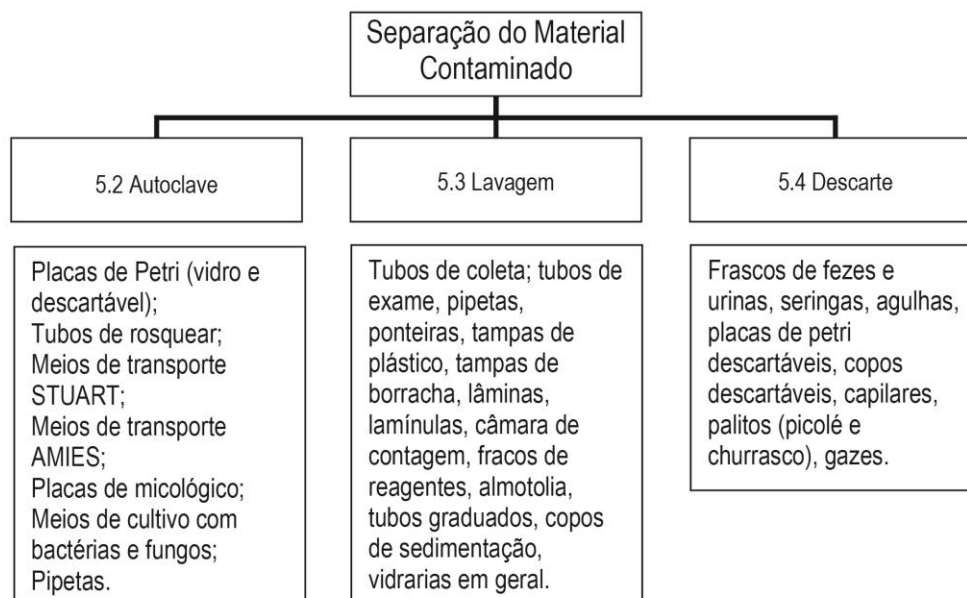 Separação do Material
Contaminado
5.2 Autoclave
5.3 Lavagem
5.4 Descarte
Placas de Petri (vidro e
descartável);
Tubos de rosquear;
Meios de transporte
STUART;
Meios de transporte
AMIES;
Placas de micológico;
Meios de cultivo com
bactérias e fungos;
Pipetas.
Tubos de coleta; tubos de
exame, pipetas,
ponteiras, tampas de
plástico, tampas de
borracha, lâminas,
lamínulas, câmara de
contagem, fracos de
reagentes, almotolia,
tubos graduados, copos
de sedimentação,
vidrarias em geral.
Frascos de fezes e
urinas, seringas, agulhas,
placas de petri
descartáveis, copos
descartáveis, capilares,
palitos (picolé e
churrasco), gazes.